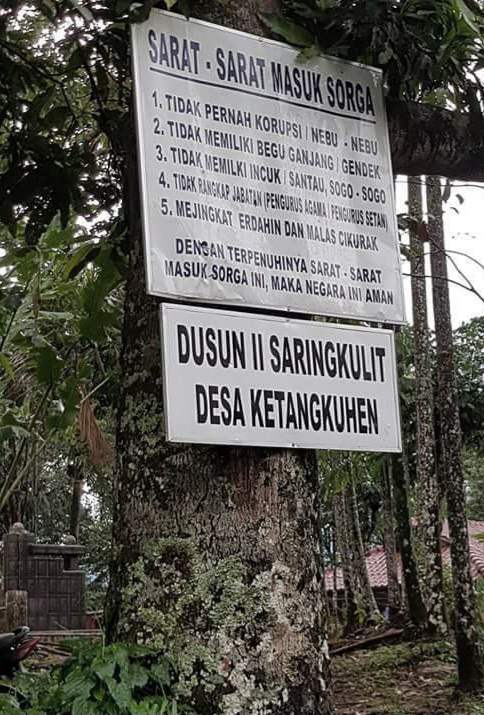 SARAT - SARAT MASUK SORGA
1. TIDAK PERNAH KORUPSI / NEBU - NEBU
2. TIDAK MEMILIKI BEGU GANJANG / GENDEK
3. TIDAK MEMILKI INCUK / SANTAU, SOGO - SOGO
4. TIDAK RANGKAP JABATAN (PENGURUS AGAMA / PENGURUS SETAN)
5. MEJINGKAT ERDAHIN DAN MALAS CIKURAK
DENGAN TERPENUHINYA SARAT - SARAT
MASUK SORGA INI, MAKA NEGARA INI AMAN
DUSUN II SARINGKULIT
DESA KETANGKUHEN